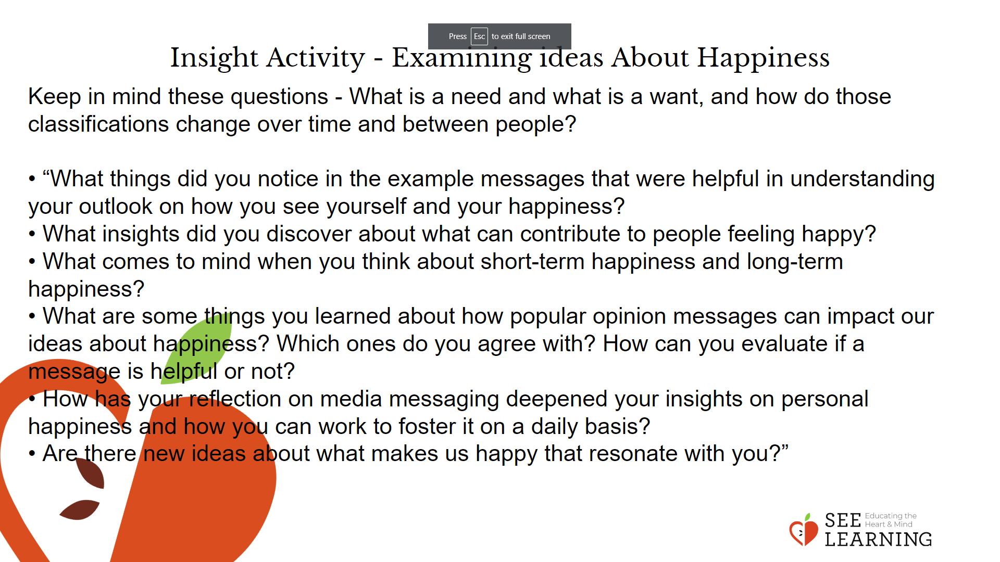 Press Esc to exit full screen
Insight Activity - Examining ideas About Happiness
Keep in mind these questions - What is a need and what is a want, and how do those
classifications change over time and between people?
• “What things did you notice in the example messages that were helpful in understanding
your outlook on how you see yourself and your happiness?
• What insights did you discover about what can contribute to people feeling happy?
• What comes to mind when you think about short-term happiness and long-term
happiness?
• What are some things you learned about how popular opinion messages can impact our
ideas about happiness? Which ones do you agree with? How can you evaluate if a
message is helpful or not?
• How has your reflection on media messaging deepened your insights on personal
happiness and how you can work to foster it on a daily basis?
• Are there new ideas about what makes us happy that resonate with you?”
SEE
Educating the
Heart & Mind
LEARNING